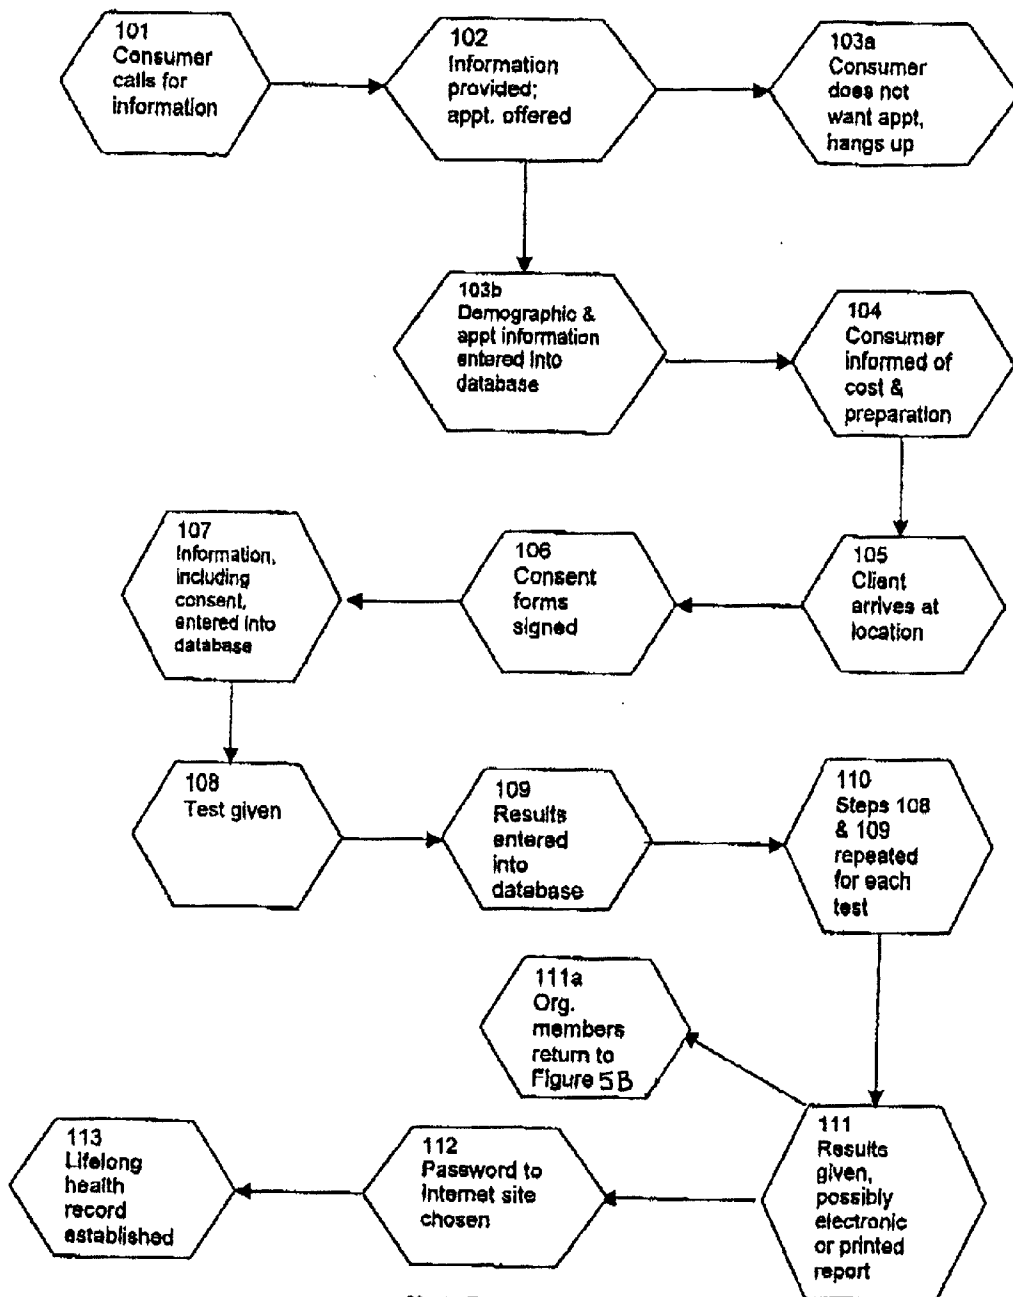 101
Consumer
calls for
information
102
Information
provided;
appt. offered
103a
Consumer
does not
want appt,
hangs up
103b
Demographic &
appt information
entered into
database
104
Consumer
informed of
cost &
preparation
105
Client
arrives at
location
106
Consent
forms
signed
107
Information,
including
consent,
entered into
database
108
Test given
109
Results
entered
into
database
110
Steps 108
& 109
repeated
for each
test
111a
Org.
members
return to
Figure 5B
111
Results
given,
possibly
electronic
or printed
report
112
Password to
Internet site
chosen
113
Lifelong
health
record
established